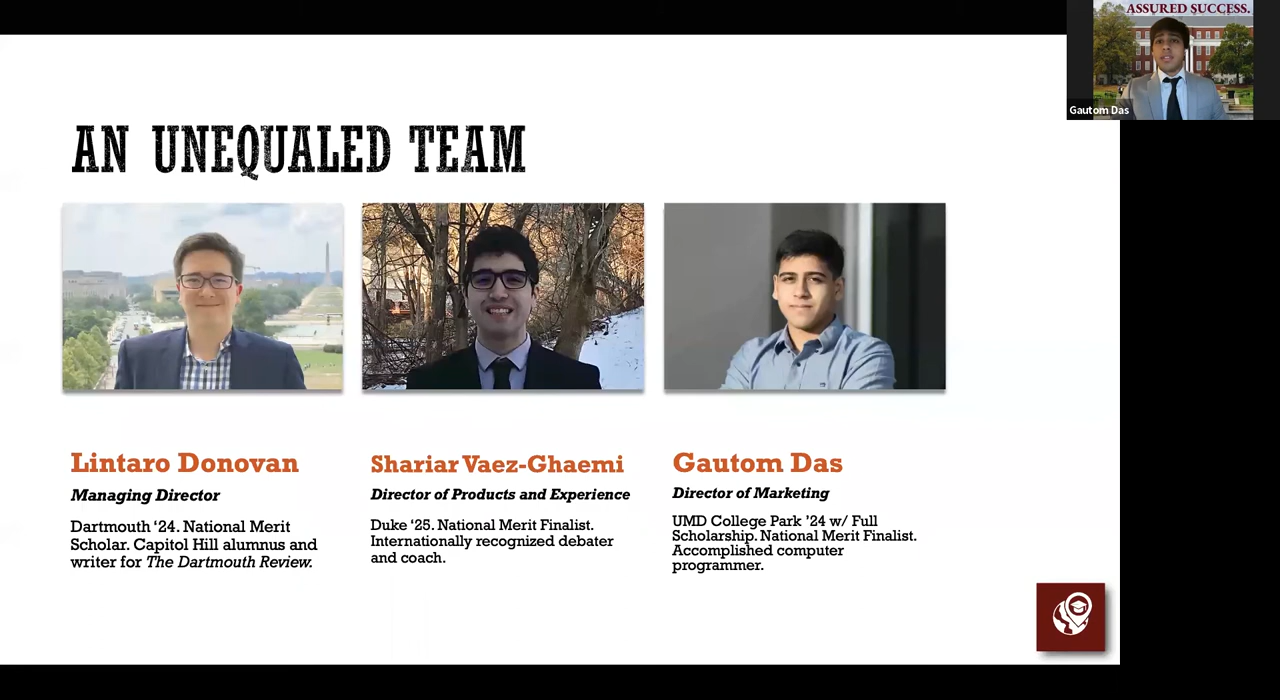 ASSURED SUCCESS.
Gautom Das
AN UNEQUALED TEAM
Lintaro Donovan
Managing Director
Dartmouth ‘24. National Merit
Scholar. Capitol Hill alumnus and
writer for The Dartmouth Review.
Shariar Vaez-Ghaemi
Director of Products and Experience
Duke ‘25. National Merit Finalist.
Internationally recognized debater
and coach.
Gautom Das
Director of Marketing
UMD College Park ’24 w/ Full
Scholarship. National Merit Finalist.
Accomplished computer
programmer.